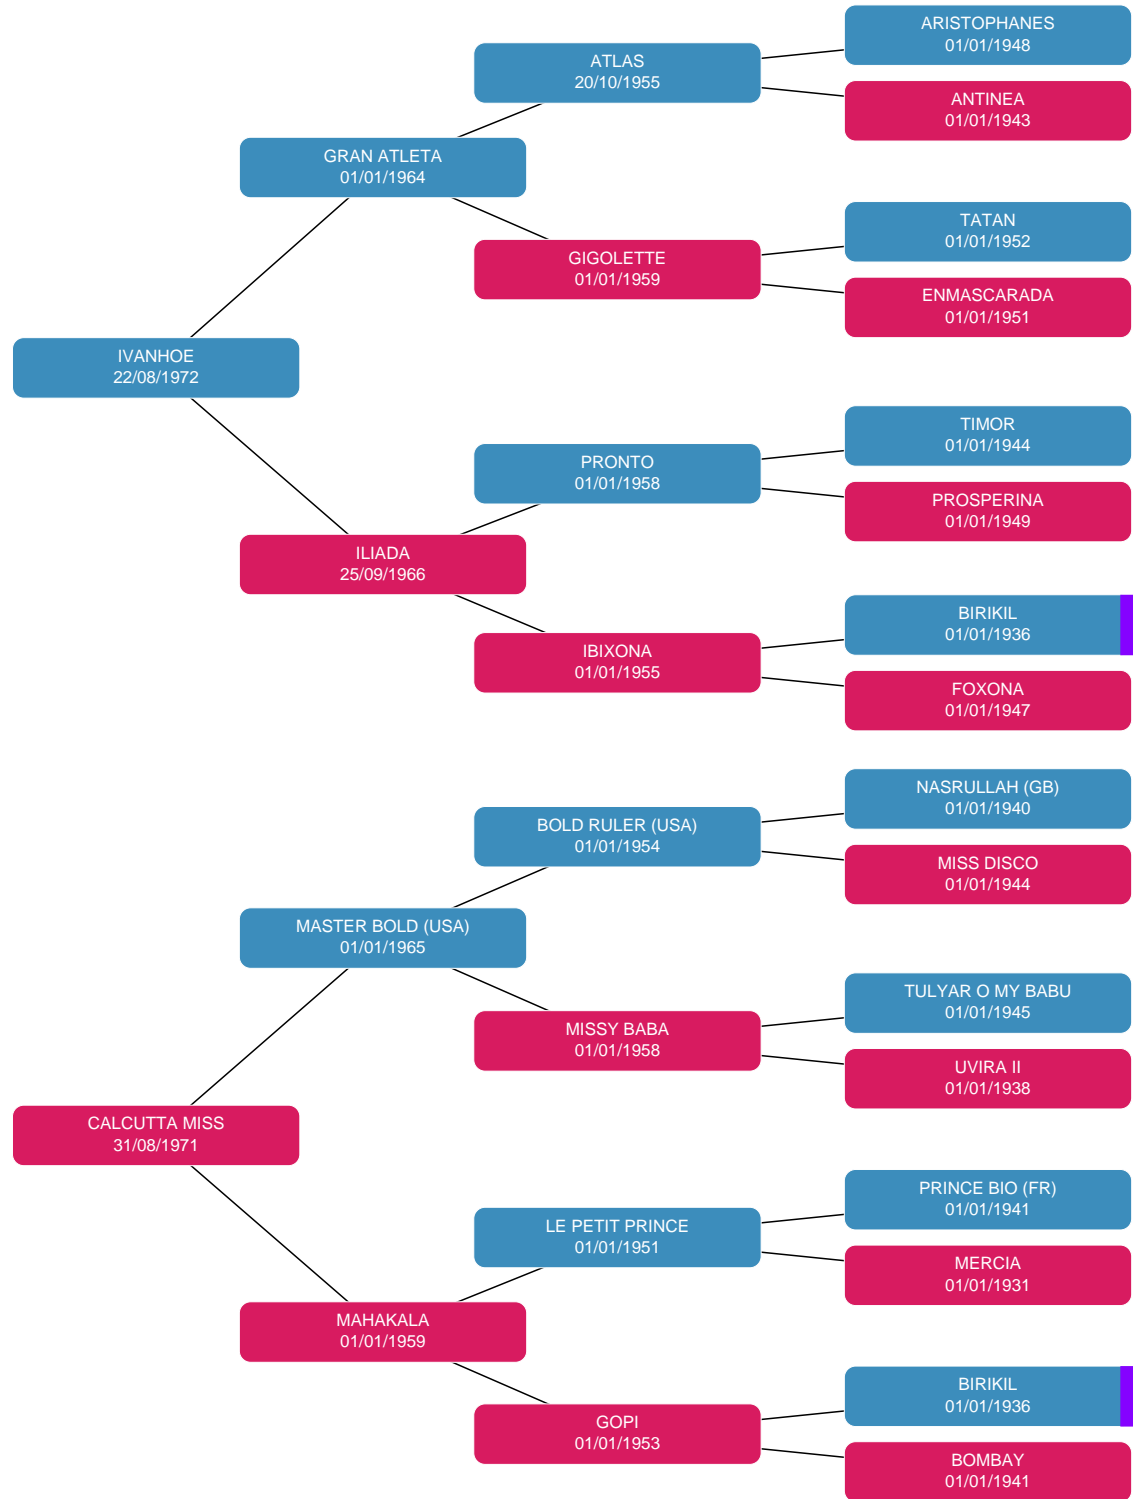 ARISTOPHANES
01/01/1948
ATLAS
20/10/1955
ANTINEA
01/01/1943
GRAN ATLETA
01/01/1964
TATAN
01/01/1952
GIGOLETTE
01/01/1959
ENMASCARADA
01/01/1951
IVANHOE
22/08/1972
TIMOR
01/01/1944
PRONTO
01/01/1958
PROSPERINA
01/01/1949
ILIADA
25/09/1966
BIRIKIL
01/01/1936
IBIXONA
01/01/1955
FOXONA
01/01/1947
NASRULLAH (GB)
01/01/1940
BOLD RULER (USA)
01/01/1954
MISS DISCO
01/01/1944
MASTER BOLD (USA)
01/01/1965
TULYAR O MY BABU
01/01/1945
MISSY BABA
01/01/1958
UVIRA II
01/01/1938
CALCUTTA MISS
31/08/1971
PRINCE BIO (FR)
01/01/1941
LE PETIT PRINCE
01/01/1951
MERCIA
01/01/1931
MAHAKALA
01/01/1959
BIRIKIL
01/01/1936
GOPI
01/01/1953
BOMBAY
01/01/1941